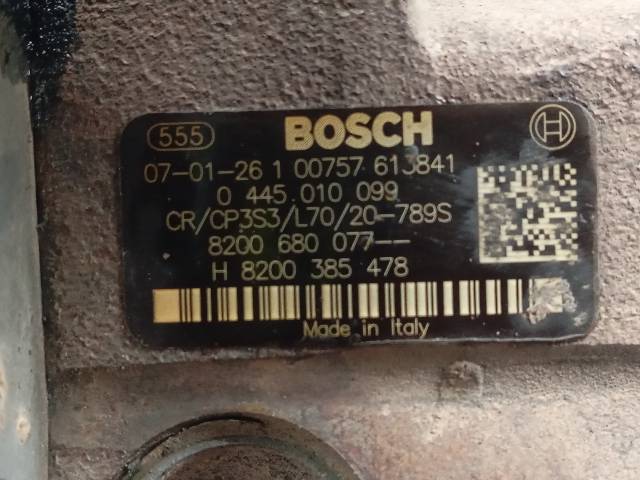 555 BOSCH
07-01-26 1 00757 613841
0 445 010 099
CR/CP3S3/L70/20-789S
8200 680 077--
H 8200 385 478
Made in Italy